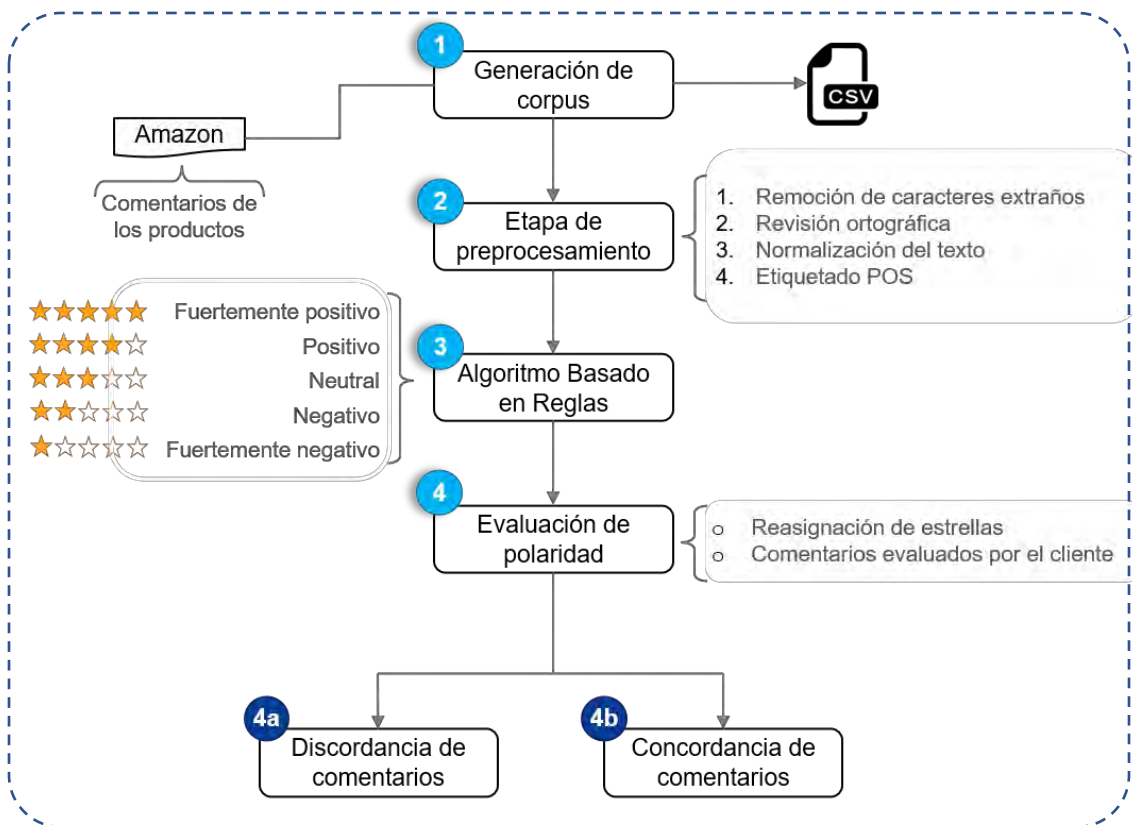 1
Generación de
corpus
CSV
Amazon
Comentarios de
los productos
2
Etapa de
preprocesamiento
1. Remoción de caracteres extraños
2. Revisión ortográfica
3. Normalización del texto
4. Etiquetado POS
Fuertemente positivo
Positivo
Neutral
Negativo
Fuertemente negativo
3
Algoritmo Basado
en Reglas
4
Evaluación de
polaridad
o Reasignación de estrellas
o Comentarios evaluados por el cliente
4a
Discordancia de
comentarios
4b
Concordancia de
comentarios